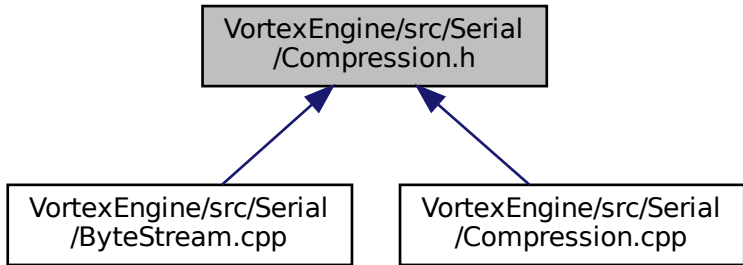 VortexEngine/src/Serial
/Compression.h
VortexEngine/src/Serial
/ByteStream.cpp
VortexEngine/src/Serial
/Compression.cpp